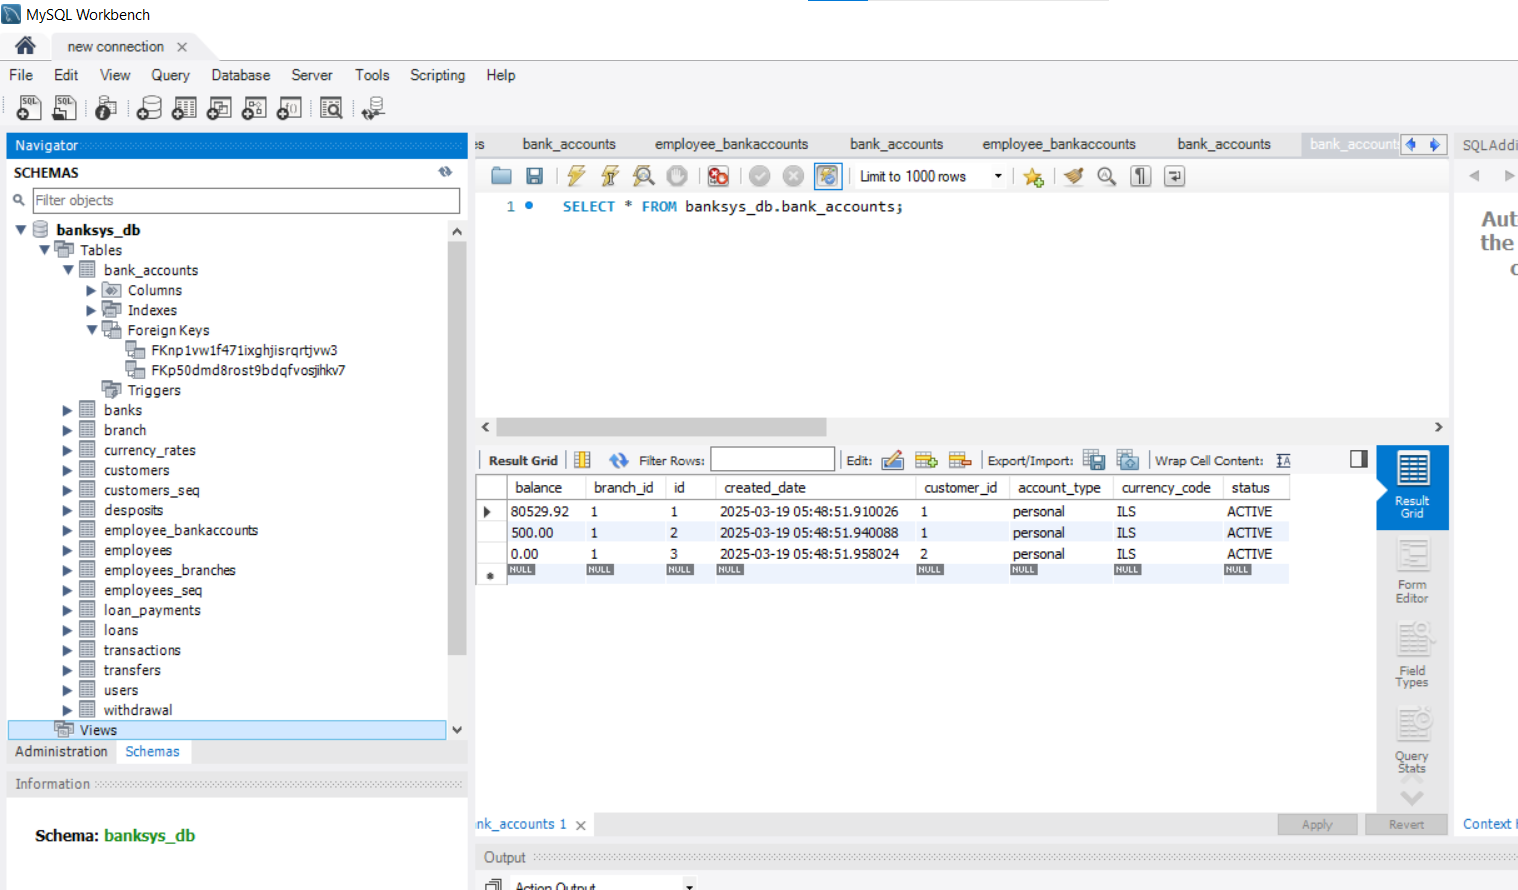 MySQL Workbench
new connection
File Edit View Query Database Server Tools Scripting Help
Navigator
SCHEMAS
Filter objects
banksys_db
Tables
bank_accounts
Columns
Indexes
Foreign Keys
FKnp1vw1f471ixghjisrqrtjvw3
FKp50dmd8rost9bdqfvosjihkv7
Triggers
banks
branch
currency_rates
customers
customers_seq
desposits
employee_bankaccounts
employees
employees_branches
employees_seq
loan_payments
loans
transactions
transfers
users
withdrawal
Views
Administration Schemas
Information
Schema: banksys_db
es bank_accounts employee_bankaccounts bank_accounts employee_bankaccounts bank_accounts bank_accounts
Limit to 1000 rows
1 SELECT * FROM banksys_db.bank_accounts;
Result Grid Filter Rows: Edit: Export/Import: Wrap Cell Content: IA
balance branch_id id created_date customer_id account_type currency_code status
80529.92 1 1 2025-03-19 05:48:51.910026 1 personal ILS ACTIVE
500.00 1 2 2025-03-19 05:48:51.940088 1 personal ILS ACTIVE
0.00 1 3 2025-03-19 05:48:51.958024 2 personal ILS ACTIVE
NULL NULL NULL NULL NULL NULL NULL NULL
Result
Grid
Form
Editor
Field
Types
Query
Stats
nk_accounts 1
Apply Revert
Output
Action Output
SQLAddi
Aut
the
c
Context H